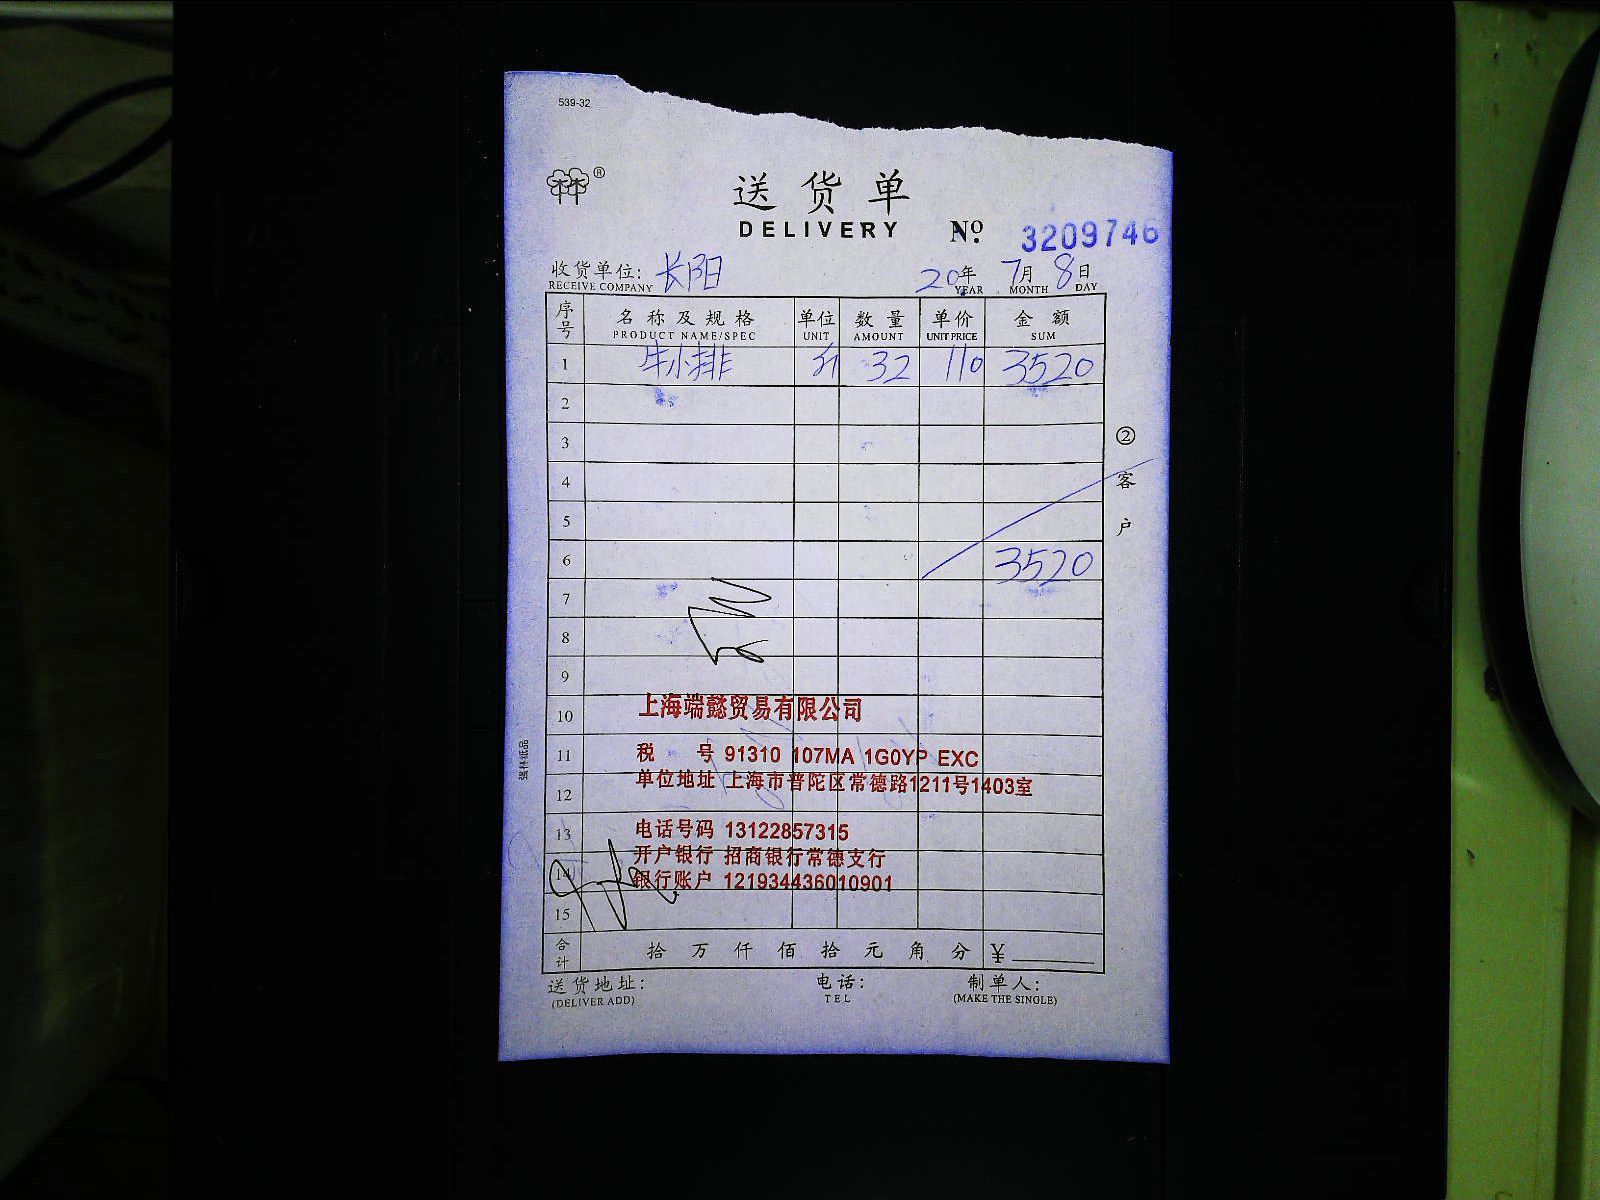 539-32
®
送货单
DELIVERY No. 3209746
收货单位: 长阳 20年 7月 8日
RECEIVE COMPANY YEAR MONTH DAY
序号 名称及规格 单位 数量 单价 金额
PRODUCT NAME/SPEC UNIT AMOUNT UNIT PRICE SUM
1 牛小排 32 110 3520
2
3
4
5
6 3520
7
8
9
10
11
12
13
14
15
② 客户
上海端懿贸易有限公司
税 号 91310 107MA 1G0YP EXC
单位地址 上海市普陀区常德路1211号1403室
电话号码 13122857315
开户银行 招商银行常德支行
银行账户 121934436010901
强林纸品
合计 拾 万 仟 佰 拾 元 角 分 ¥
送货地址: 电话: 制单人:
(DELIVER ADD) TEL (MAKE THE SINGLE)